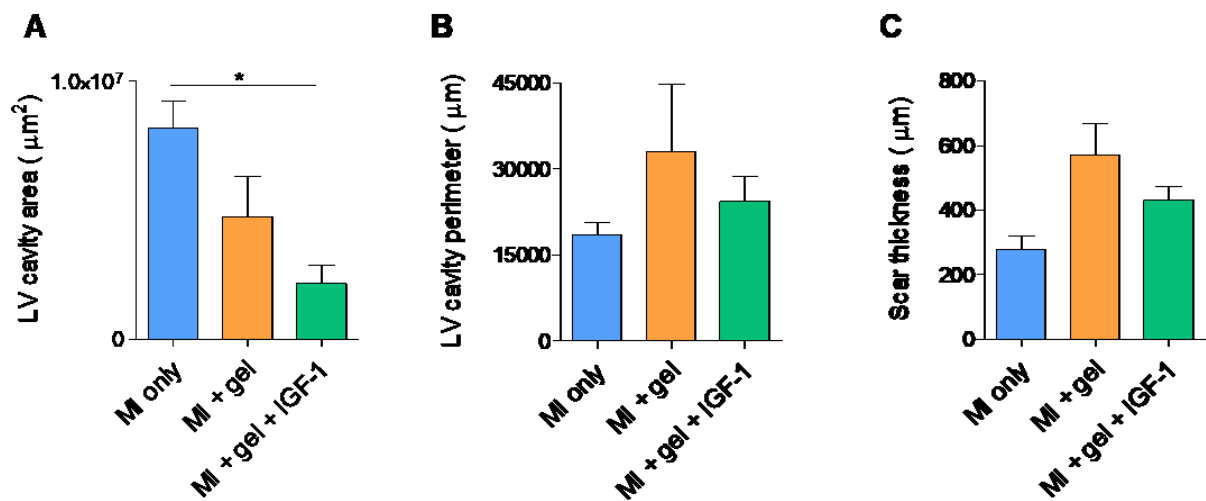 A
LV cavity area ( μm²)
1.0x10⁷
0
*
MI only
MI + gel
MI + gel + IGF-1
B
LV cavity perimeter ( μm)
45000
30000
15000
0
MI only
MI + gel
MI + gel + IGF-1
C
Scar thickness ( μm)
800
600
400
200
0
MI only
MI + gel
MI + gel + IGF-1